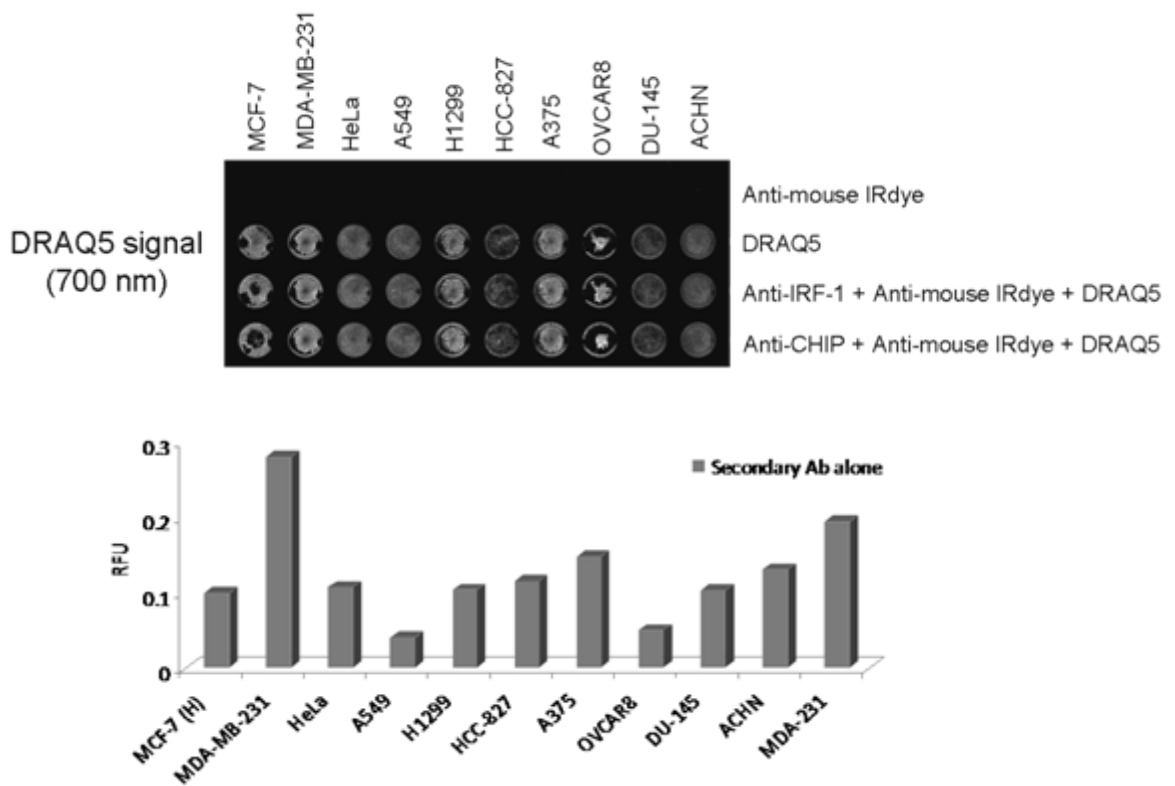 MCF-7
MDA-MB-231
HeLa
A549
H1299
HCC-827
A375
OVCAR8
DU-145
ACHN
DRAQ5 signal
(700 nm)
Anti-mouse IRdye
DRAQ5
Anti-IRF-1 + Anti-mouse IRdye + DRAQ5
Anti-CHIP + Anti-mouse IRdye + DRAQ5
0.3
0.2
0.1
0
RFU
Secondary Ab alone
MCF-7 (H)
MDA-MB-231
HeLa
A549
H1299
HCC-827
A375
OVCAR8
DU-145
ACHN
MDA-231